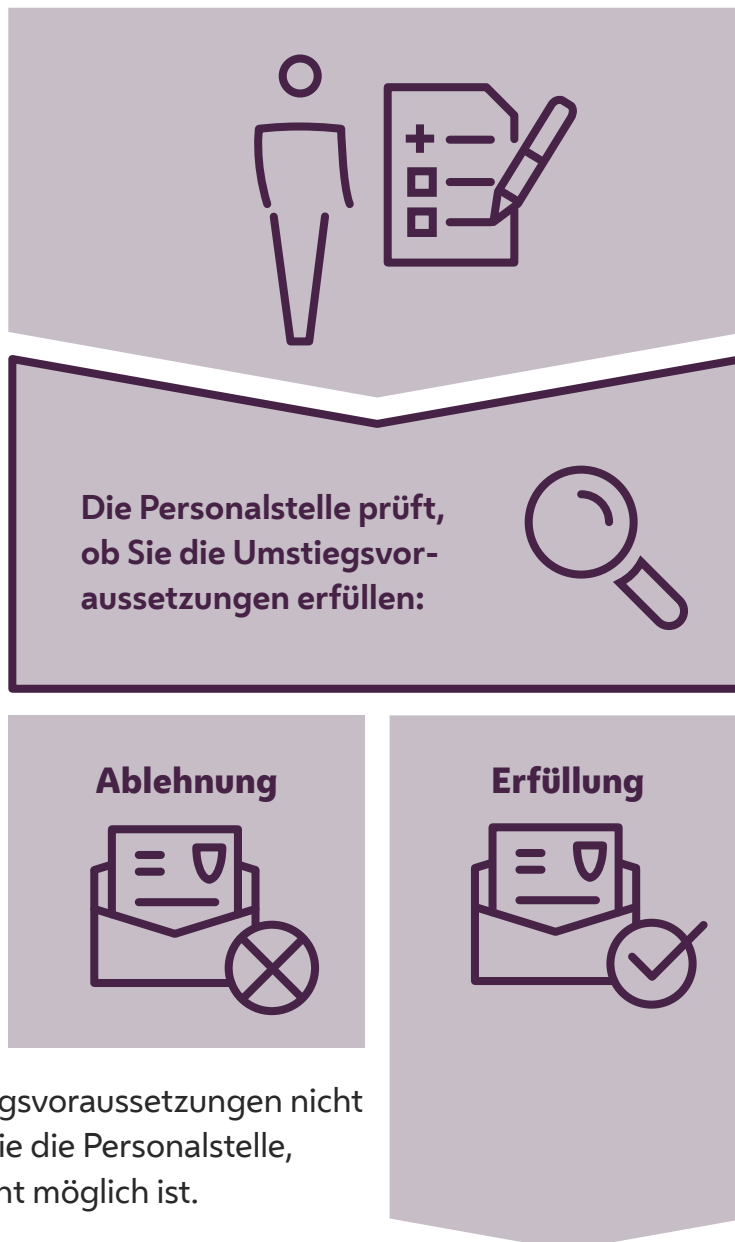 Die Personalstelle prüft,
ob Sie die Umstiegsvor-
aussetzungen erfüllen:
Ablehnung
Erfüllung
gsvoraussetzungen nicht
ie die Personalstelle,
nt möglich ist.